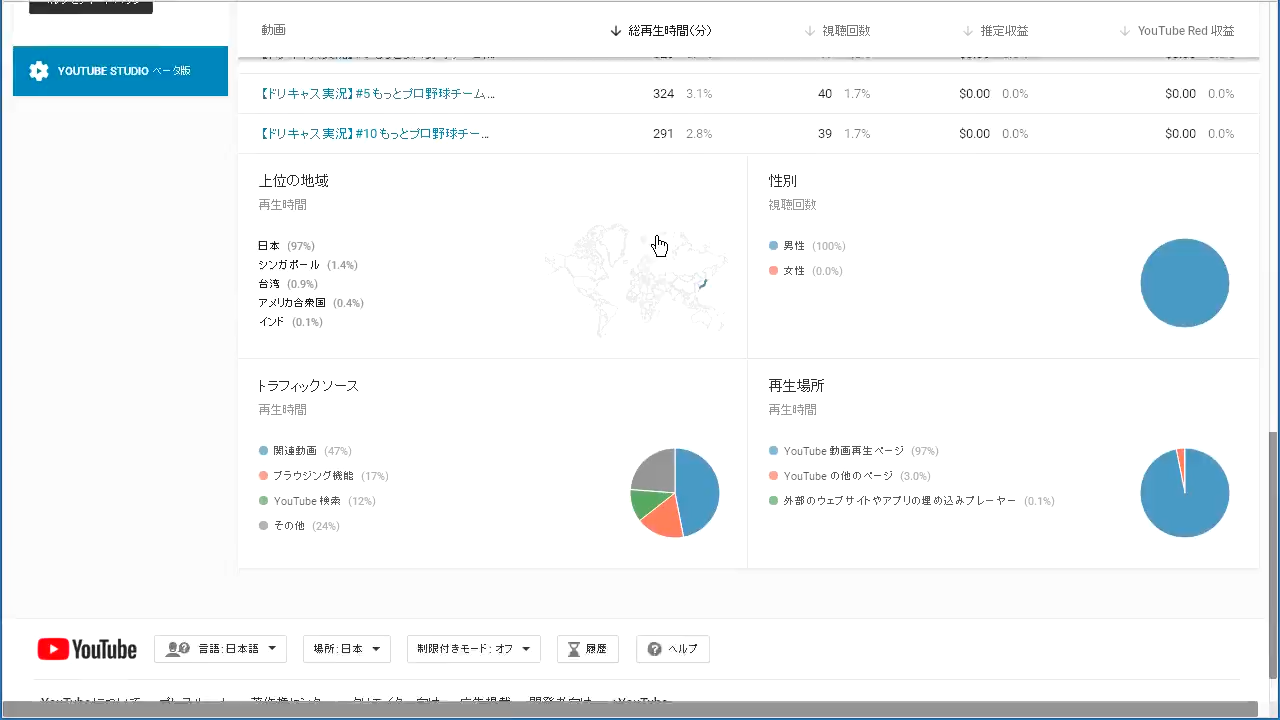 動画 総再生時間(分) 視聴回数 推定収益 YouTube Red 収益
YOUTUBE STUDIO ベータ版
【ドリキャス実況】#5 もっとプロ野球チーム... 324 3.1% 40 1.7% $0.00 0.0% $0.00 0.0%
【ドリキャス実況】#10 もっとプロ野球チー... 291 2.8% 39 1.7% $0.00 0.0% $0.00 0.0%
上位の地域
再生時間
日本 (97%)
シンガポール (1.4%)
台湾 (0.9%)
アメリカ合衆国 (0.4%)
インド (0.1%)
性別
視聴回数
男性 (100%)
女性 (0.0%)
トラフィックソース
再生時間
関連動画 (47%)
ブラウジング機能 (17%)
YouTube 検索 (12%)
その他 (24%)
再生場所
再生時間
YouTube 動画再生ページ (97%)
YouTube の他のページ (3.0%)
外部のウェブサイトやアプリの埋め込みプレーヤー (0.1%)
YouTube 言語: 日本語 場所: 日本 制限付きモード: オフ 履歴 ヘルプ